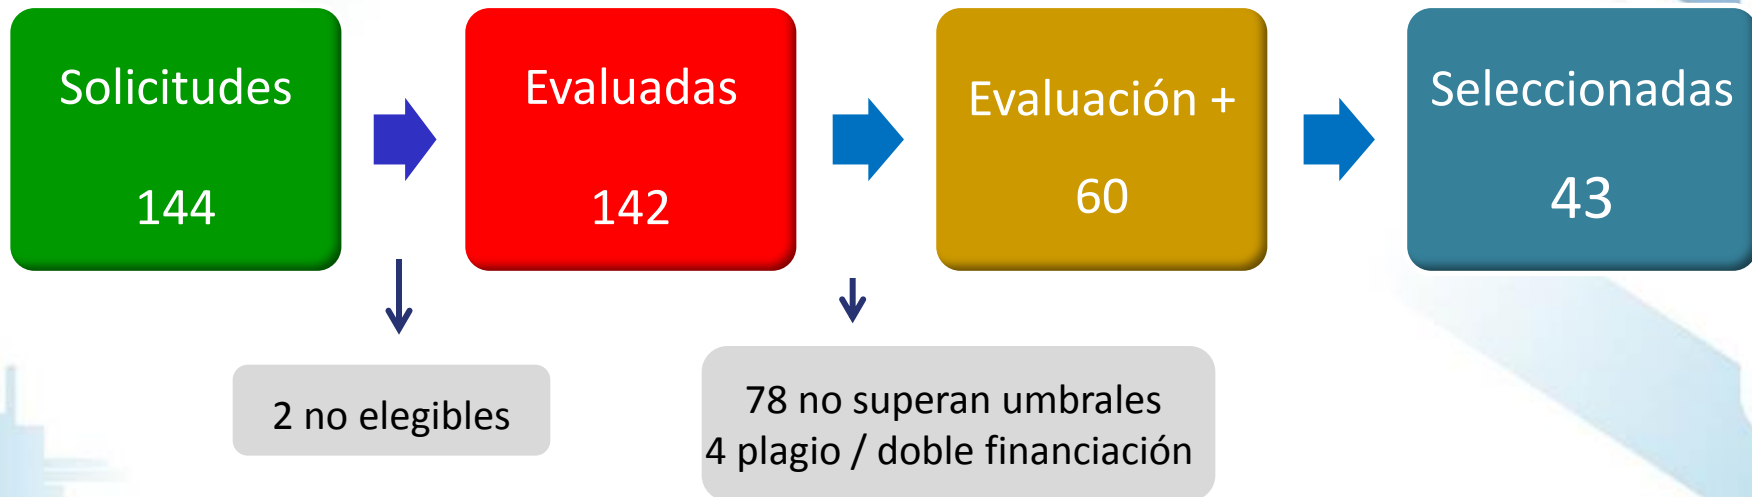 Solicitudes
144
Evaluadas
142
Evaluación +
60
Seleccionadas
43
2 no elegibles
78 no superan umbrales
4 plagio / doble financiación